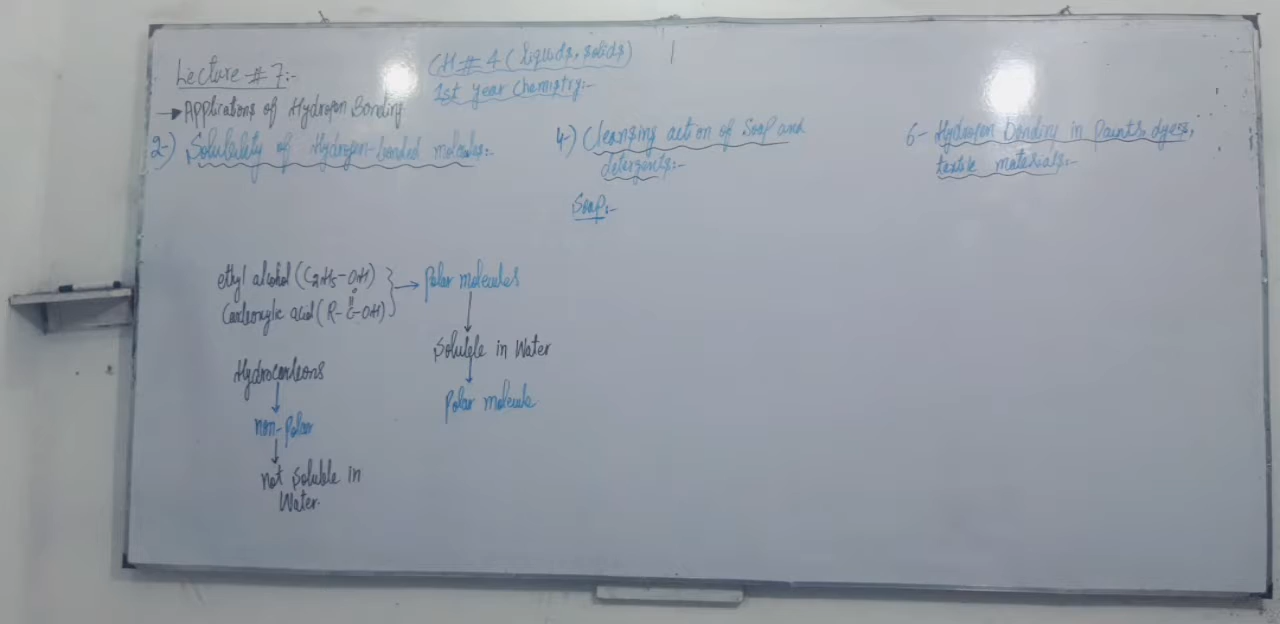 CH # 4 (liquids, solids)
1st year chemistry:-
Lecture # 7:-
→ Applications of Hydrogen Bonding
2-) Solubility of Hydrogen-bonded molecules:-
ethyl alcohol (C2H5-OH)
O
Carboxylic acid (R-C-OH)
→ Polar molecules
Soluble in Water
Polar molecule
Hydrocarbons
non-Polar
not soluble in
Water.
4-) Cleansing action of Soap and
detergents:-
Soap:-
6- Hydrogen bonding in paints, dyes,
textile materials:-